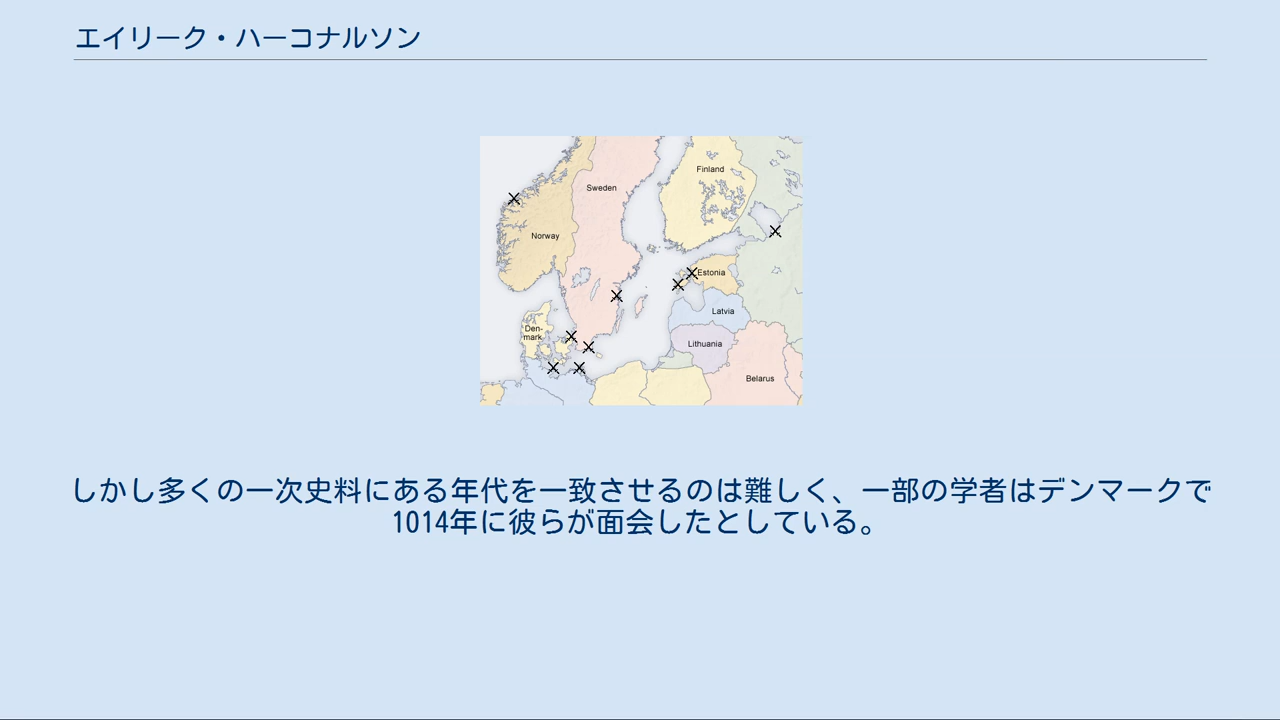 エイリーク・ハーコナルソン
Finland
Sweden
Norway
Estonia
Latvia
Den-
mark
Lithuania
Belarus
しかし多くの一次史料にある年代を一致させるのは難しく、一部の学者はデンマークで
1014年に彼らが面会したとしている。